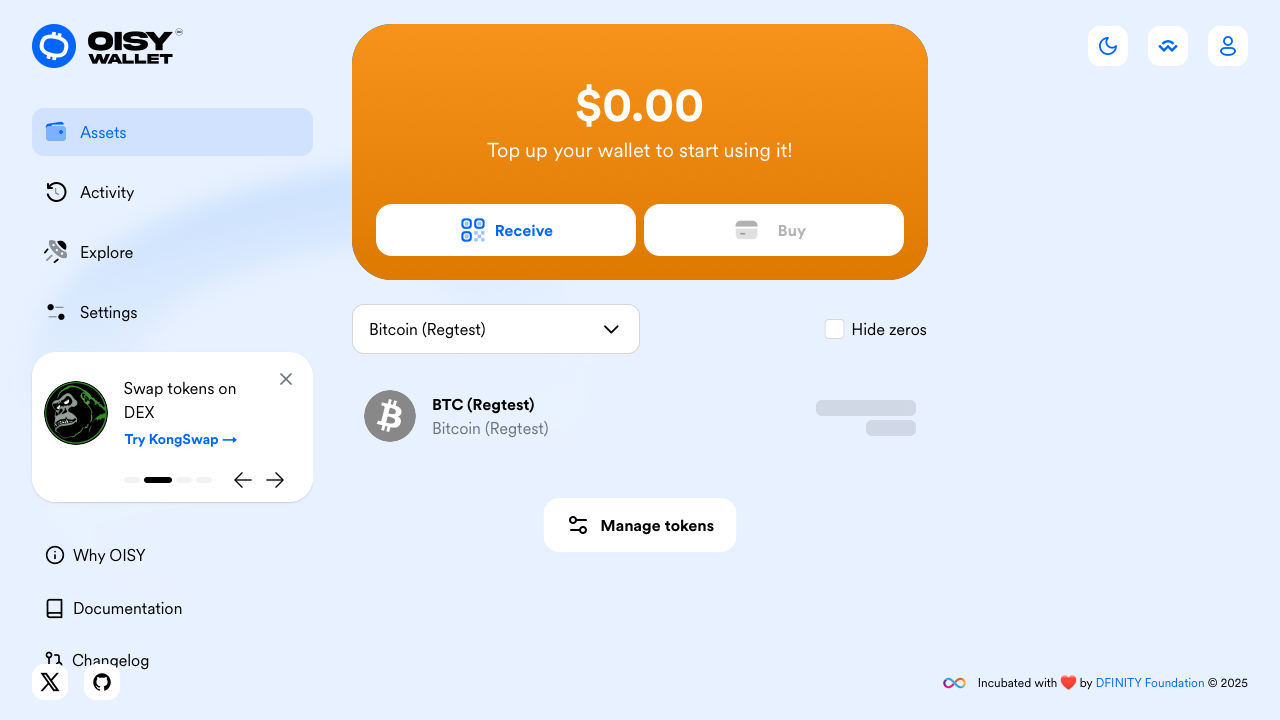 OISY
WALLET
Assets
Activity
Explore
Settings
Swap tokens on
DEX
Try KongSwap →
Why OISY
Documentation
Changelog
$0.00
Top up your wallet to start using it!
Receive
Buy
Bitcoin (Regtest)
Hide zeros
BTC (Regtest)
Bitcoin (Regtest)
Manage tokens
Incubated with ❤️ by DFINITY Foundation © 2025